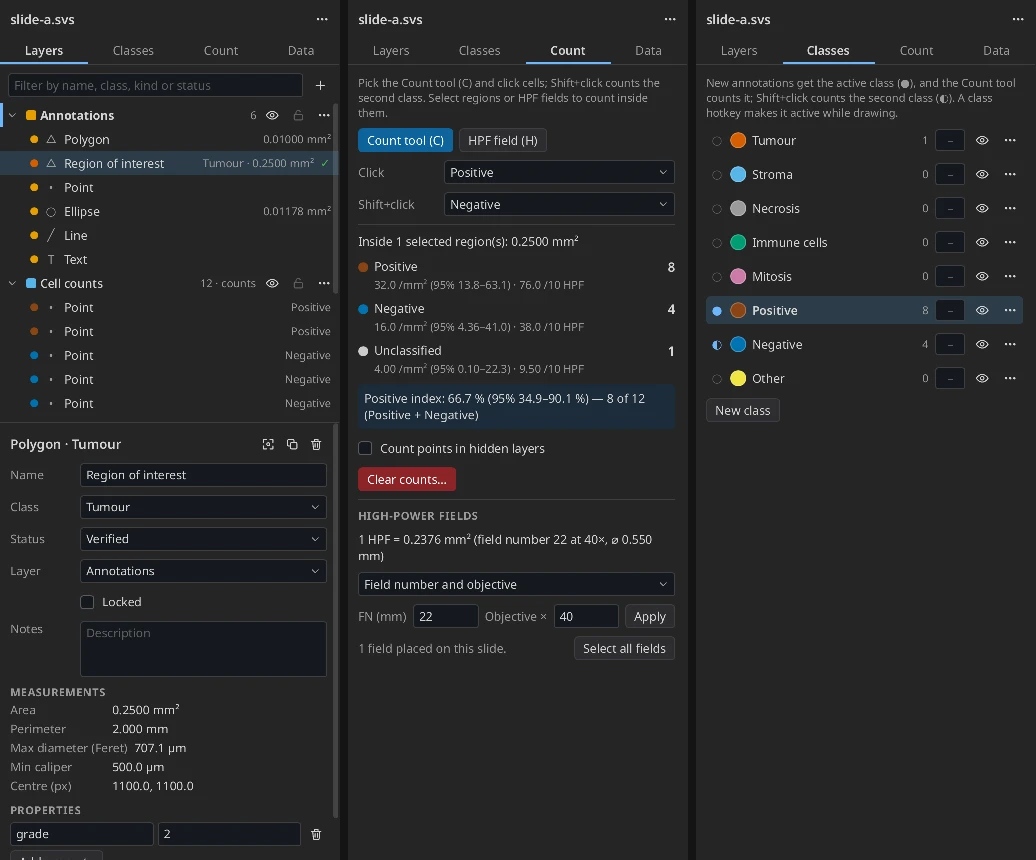 slide-a.svs
Layers Classes Count Data
Filter by name, class, kind or status
Annotations 6
Polygon 0.01000 mm²
Region of interest Tumour · 0.2500 mm² ✓
Point
Ellipse 0.01178 mm²
Line
T Text
Cell counts 12 · counts
Point Positive
Point Positive
Point Negative
Point Negative
Point Negative
Polygon · Tumour
Name Region of interest
Class Tumour
Status Verified
Layer Annotations
Locked
Notes Description
MEASUREMENTS
Area 0.2500 mm²
Perimeter 2.000 mm
Max diameter (Feret) 707.1 µm
Min caliper 500.0 µm
Centre (px) 1100.0, 1100.0
PROPERTIES
grade 2
slide-a.svs
Layers Classes Count Data
Pick the Count tool (C) and click cells; Shift+click counts the
second class. Select regions or HPF fields to count inside
them.
Count tool (C) HPF field (H)
Click Positive
Shift+click Negative
Inside 1 selected region(s): 0.2500 mm²
Positive 8
32.0 /mm² (95% 13.8–63.1) · 76.0 /10 HPF
Negative 4
16.0 /mm² (95% 4.36–41.0) · 38.0 /10 HPF
Unclassified 1
4.00 /mm² (95% 0.10–22.3) · 9.50 /10 HPF
Positive index: 66.7 % (95% 34.9–90.1 %) — 8 of 12
(Positive + Negative)
Count points in hidden layers
Clear counts...
HIGH-POWER FIELDS
1 HPF = 0.2376 mm² (field number 22 at 40×, ⌀ 0.550
mm)
Field number and objective
FN (mm) 22 Objective × 40 Apply
1 field placed on this slide. Select all fields
slide-a.svs
Layers Classes Count Data
New annotations get the active class (●), and the Count tool
counts it; Shift+click counts the second class (◐). A class
hotkey makes it active while drawing.
Tumour 1 –
Stroma 0 –
Necrosis 0 –
Immune cells 0 –
Mitosis 0 –
Positive 8 –
Negative 4 –
Other 0 –
New class